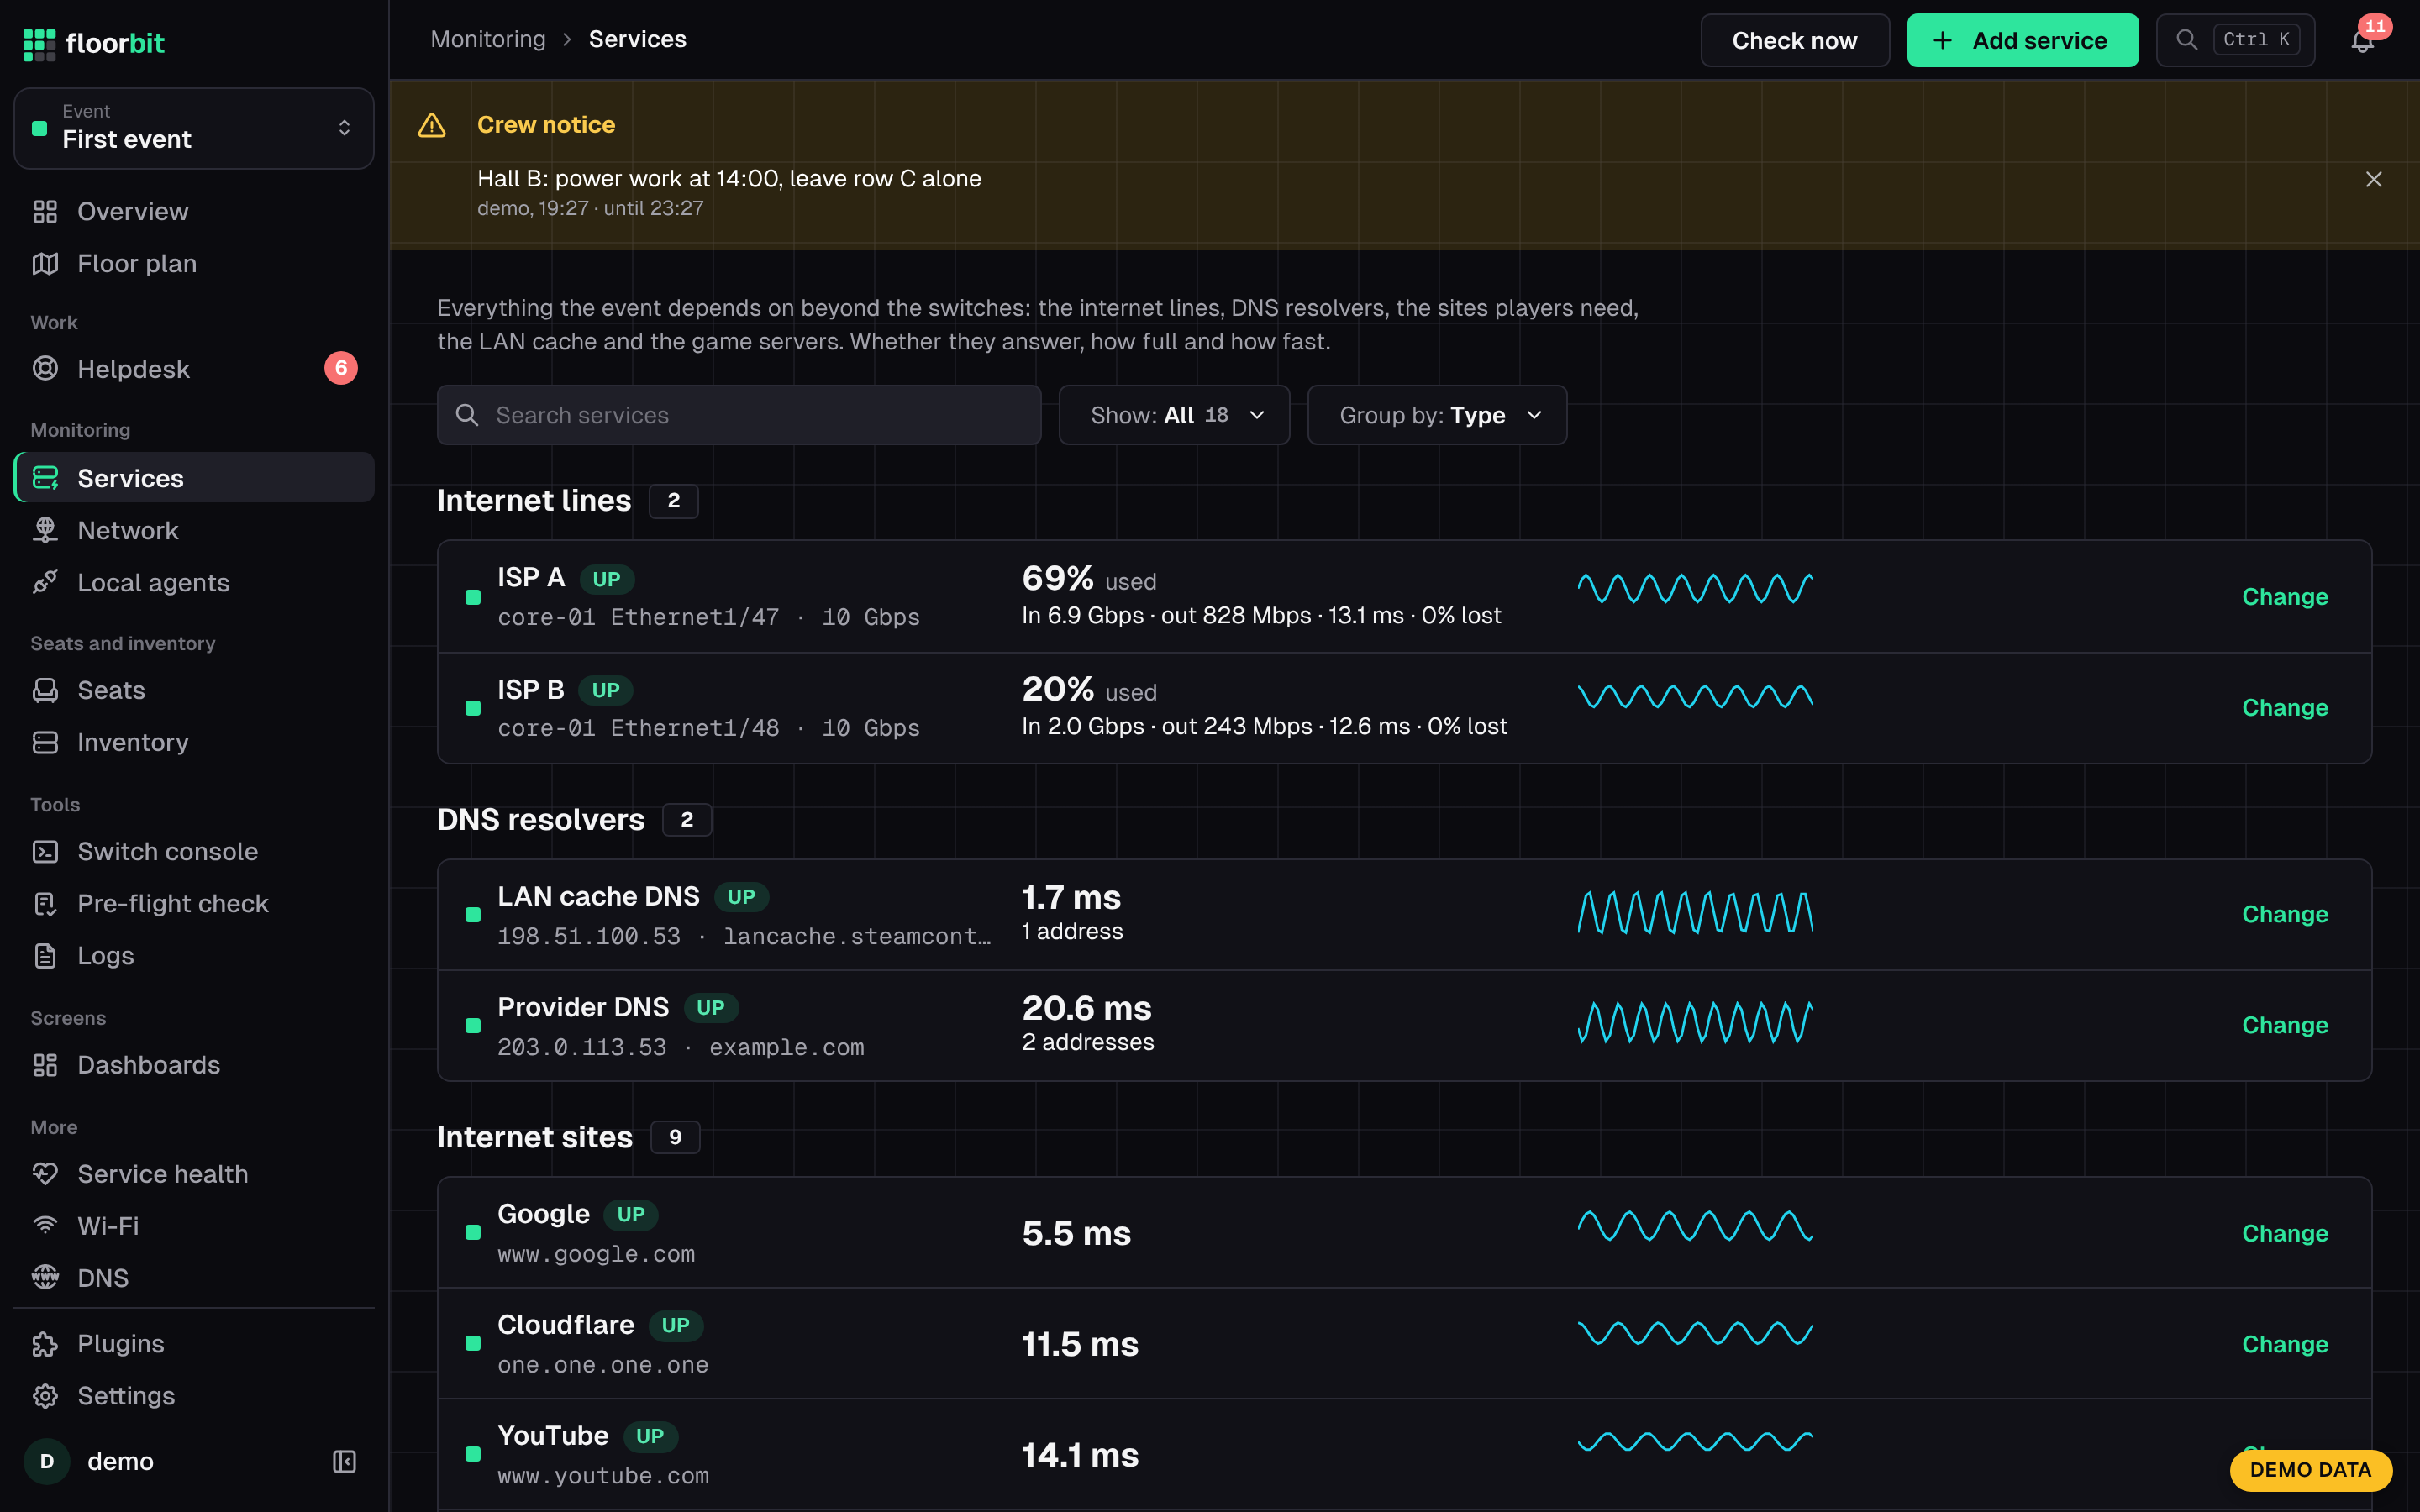 floorbit
Event
First event
Overview
Floor plan
Work
Helpdesk 6
Monitoring
Services
Network
Local agents
Seats and inventory
Seats
Inventory
Tools
Switch console
Pre-flight check
Logs
Screens
Dashboards
More
Service health
Wi-Fi
DNS
Plugins
Settings
D demo
Monitoring > Services
Check now
+ Add service
Ctrl K
11
Crew notice
Hall B: power work at 14:00, leave row C alone
demo, 19:27 · until 23:27
Everything the event depends on beyond the switches: the internet lines, DNS resolvers, the sites players need,
the LAN cache and the game servers. Whether they answer, how full and how fast.
Search services
Show: All 18
Group by: Type
Internet lines 2
ISP A UP
core-01 Ethernet1/47 · 10 Gbps
69% used
In 6.9 Gbps · out 828 Mbps · 13.1 ms · 0% lost
Change
ISP B UP
core-01 Ethernet1/48 · 10 Gbps
20% used
In 2.0 Gbps · out 243 Mbps · 12.6 ms · 0% lost
Change
DNS resolvers 2
LAN cache DNS UP
198.51.100.53 · lancache.steamcont…
1.7 ms
1 address
Change
Provider DNS UP
203.0.113.53 · example.com
20.6 ms
2 addresses
Change
Internet sites 9
Google UP
www.google.com
5.5 ms
Change
Cloudflare UP
one.one.one.one
11.5 ms
Change
YouTube UP
www.youtube.com
14.1 ms
DEMO DATA